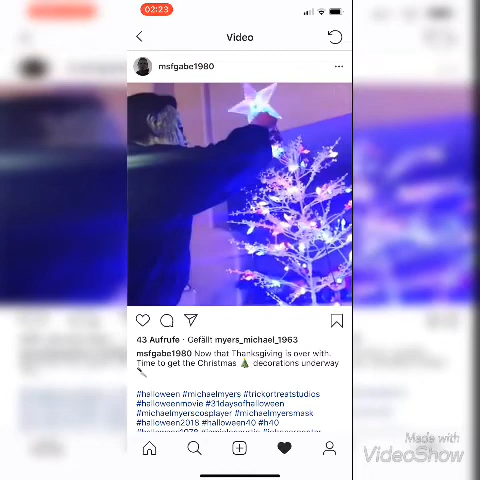 02:23
Video
msfgabe1980
43 Aufrufe · Gefällt myers_michael_1963
msfgabe1980 Now that Thanksgiving is over with.
Time to get the Christmas 🎄 decorations underway
🔪
#halloween #michaelmyers #trickortreatstudios
#halloweenmovie #31daysofhalloween
#michaelmyerscosplayer #michaelmyersmask
#halloween2018 #halloween40 #h40
Made with
VideoShow